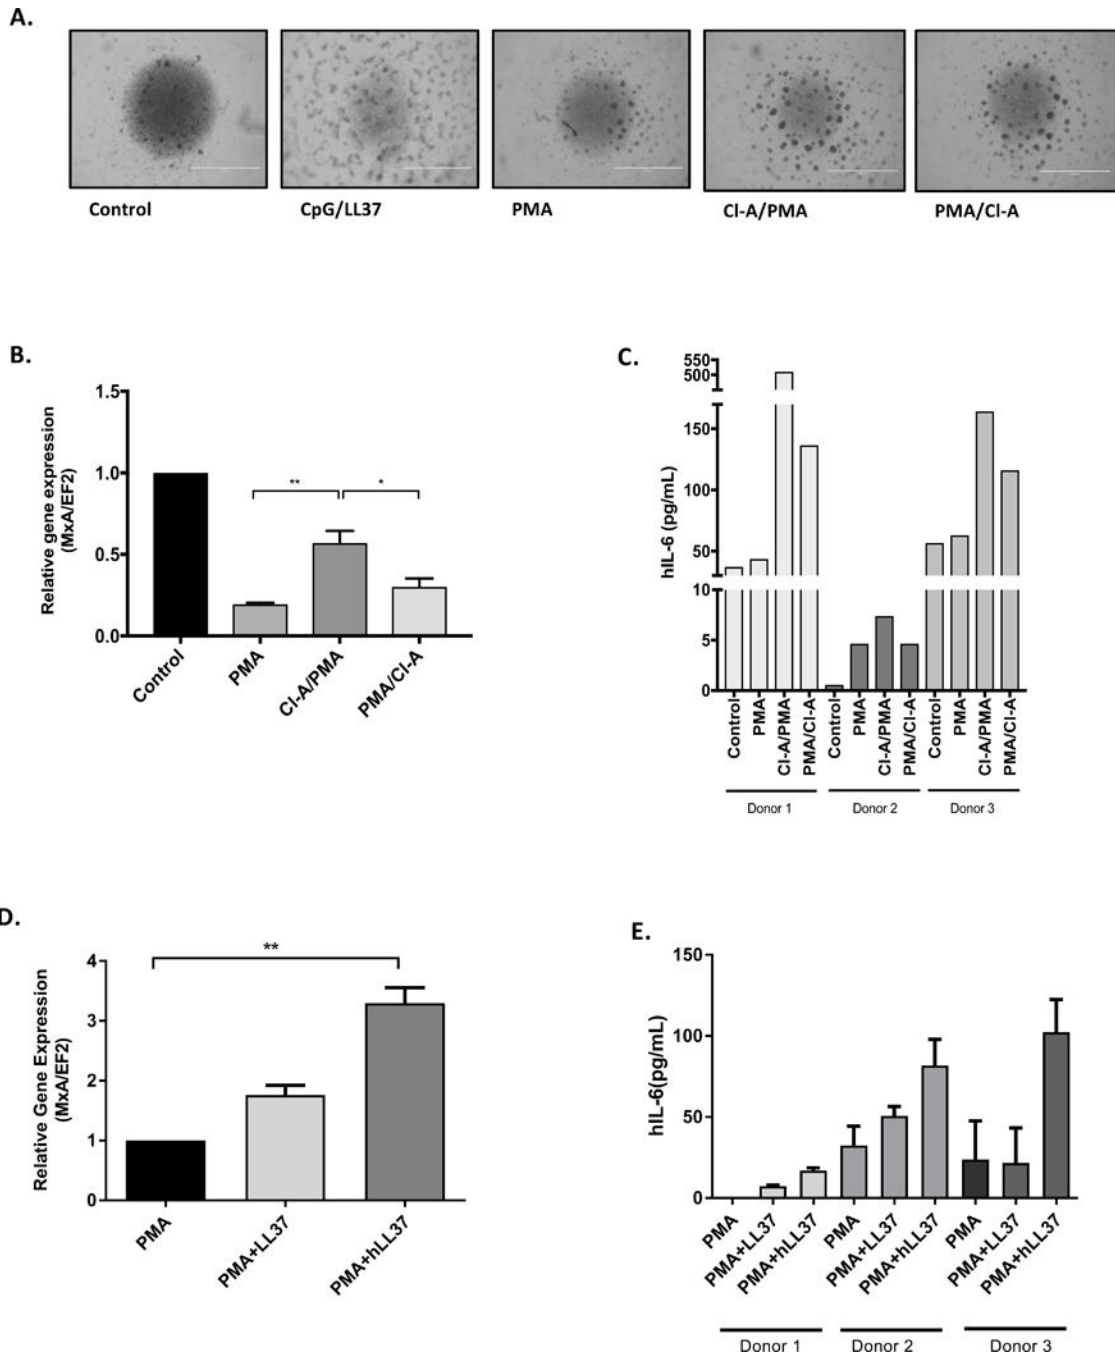 A.
Control
CpG/LL37
PMA
Cl-A/PMA
PMA/Cl-A
B.
Relative gene expression
(MxA/EF2)
1.5
1.0
0.5
0.0
**
*
Control
PMA
Cl-A/PMA
PMA/Cl-A
C.
hIL-6 (pg/mL)
550
500
150
100
50
10
5
0
Control
PMA
Cl-A/PMA
PMA/Cl-A
Control
PMA
Cl-A/PMA
PMA/Cl-A
Control
PMA
Cl-A/PMA
PMA/Cl-A
Donor 1
Donor 2
Donor 3
D.
Relative Gene Expression
(MxA/EF2)
4
3
2
1
0
**
PMA
PMA+LL37
PMA+hLL37
E.
hIL-6(pg/mL)
150
100
50
0
PMA
PMA+LL37
PMA+hLL37
PMA
PMA+LL37
PMA+hLL37
PMA
PMA+LL37
PMA+hLL37
Donor 1
Donor 2
Donor 3